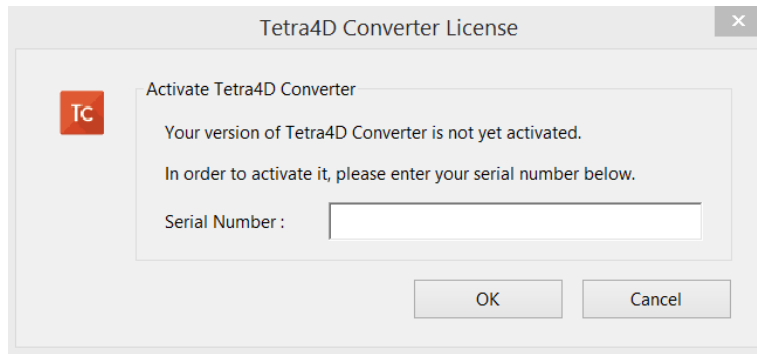 Tetra4D Converter License
×
Activate Tetra4D Converter
TC
Your version of Tetra4D Converter is not yet activated.
In order to activate it, please enter your serial number below.
Serial Number :
OK Cancel